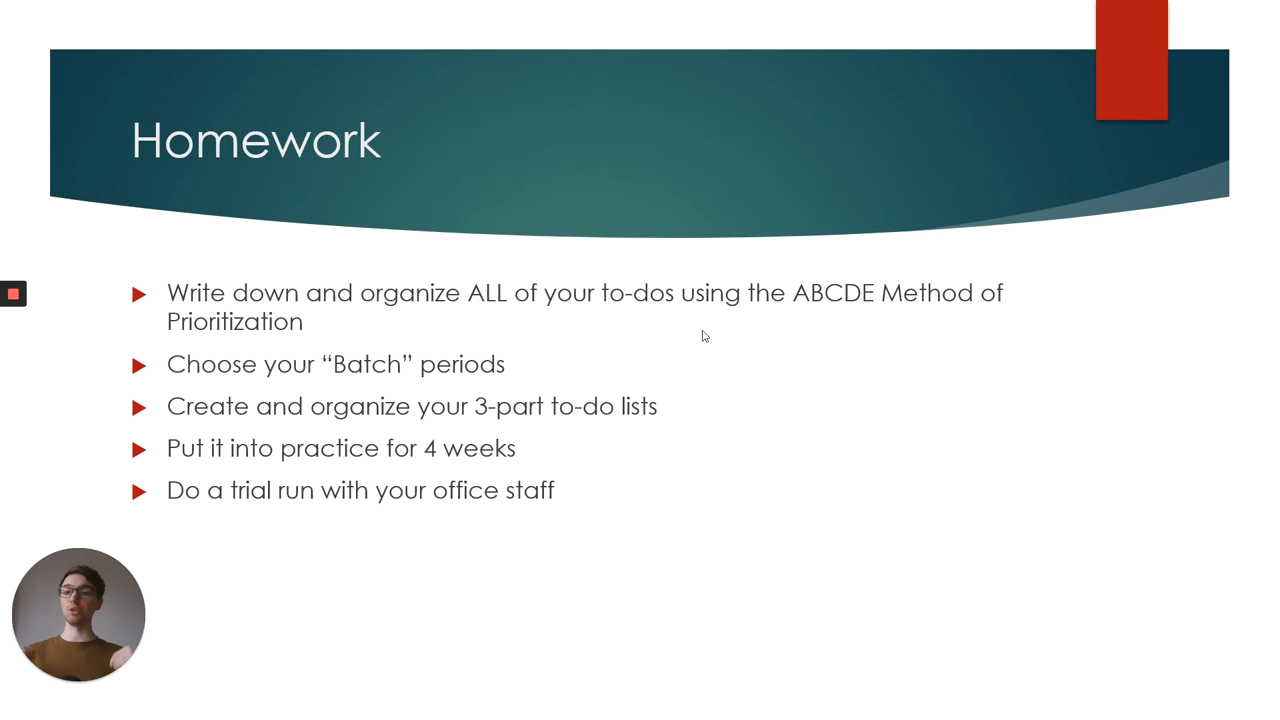 Homework
Write down and organize ALL of your to-dos using the ABCDE Method of
Prioritization
Choose your “Batch” periods
Create and organize your 3-part to-do lists
Put it into practice for 4 weeks
Do a trial run with your office staff